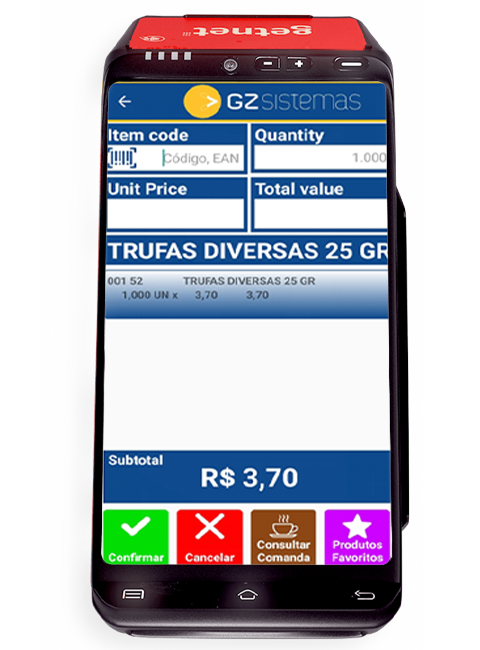 getnet
GZsistemas
Item code
Quantity
Código, EAN
1.000
Unit Price
Total value
TRUFAS DIVERSAS 25 GR
001 52 TRUFAS DIVERSAS 25 GR
1,000 UN x 3,70 3,70
Subtotal
R$ 3,70
Confirmar
Cancelar
Consultar
Comanda
Produtos
Favoritos